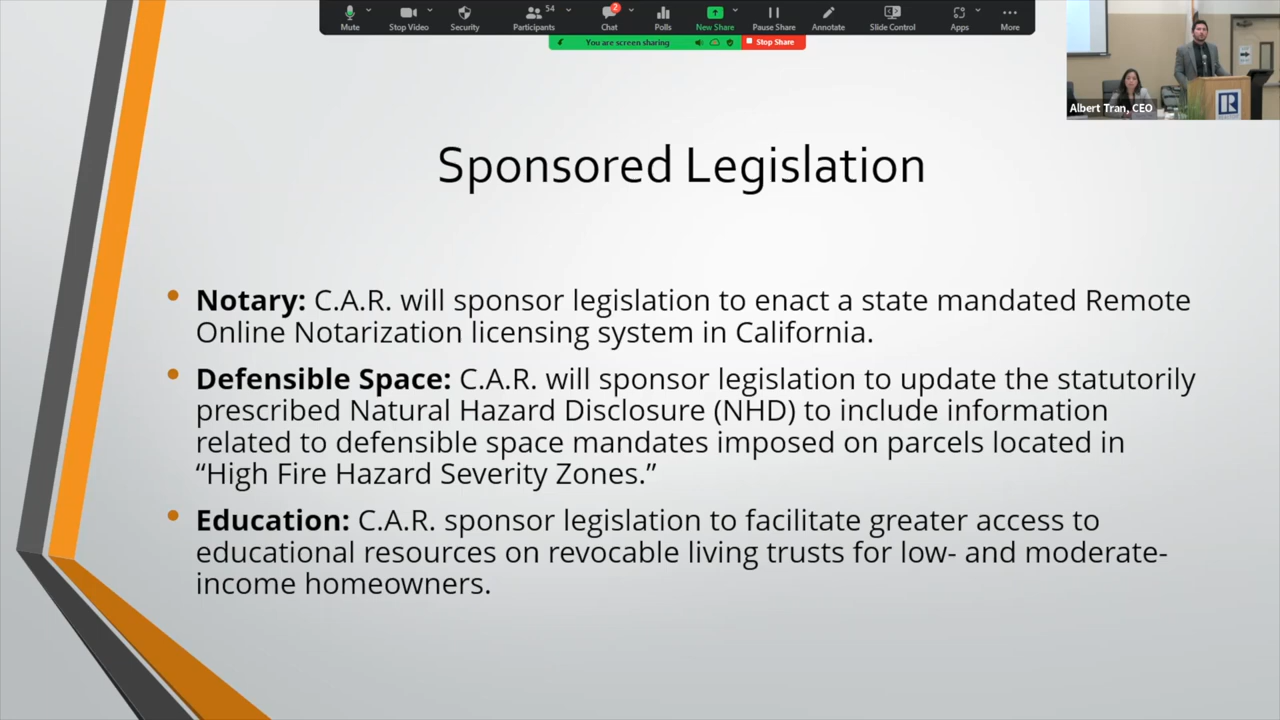 54
2
Mute
Stop Video
Security
Participants
Chat
Polls
New Share
Pause Share
Annotate
Slide Control
Apps
More
You are screen sharing
Stop Share
Albert Tran, CEO
R
Sponsored Legislation
• Notary: C.A.R. will sponsor legislation to enact a state mandated Remote
Online Notarization licensing system in California.
• Defensible Space: C.A.R. will sponsor legislation to update the statutorily
prescribed Natural Hazard Disclosure (NHD) to include information
related to defensible space mandates imposed on parcels located in
“High Fire Hazard Severity Zones.”
• Education: C.A.R. sponsor legislation to facilitate greater access to
educational resources on revocable living trusts for low- and moderate-
income homeowners.